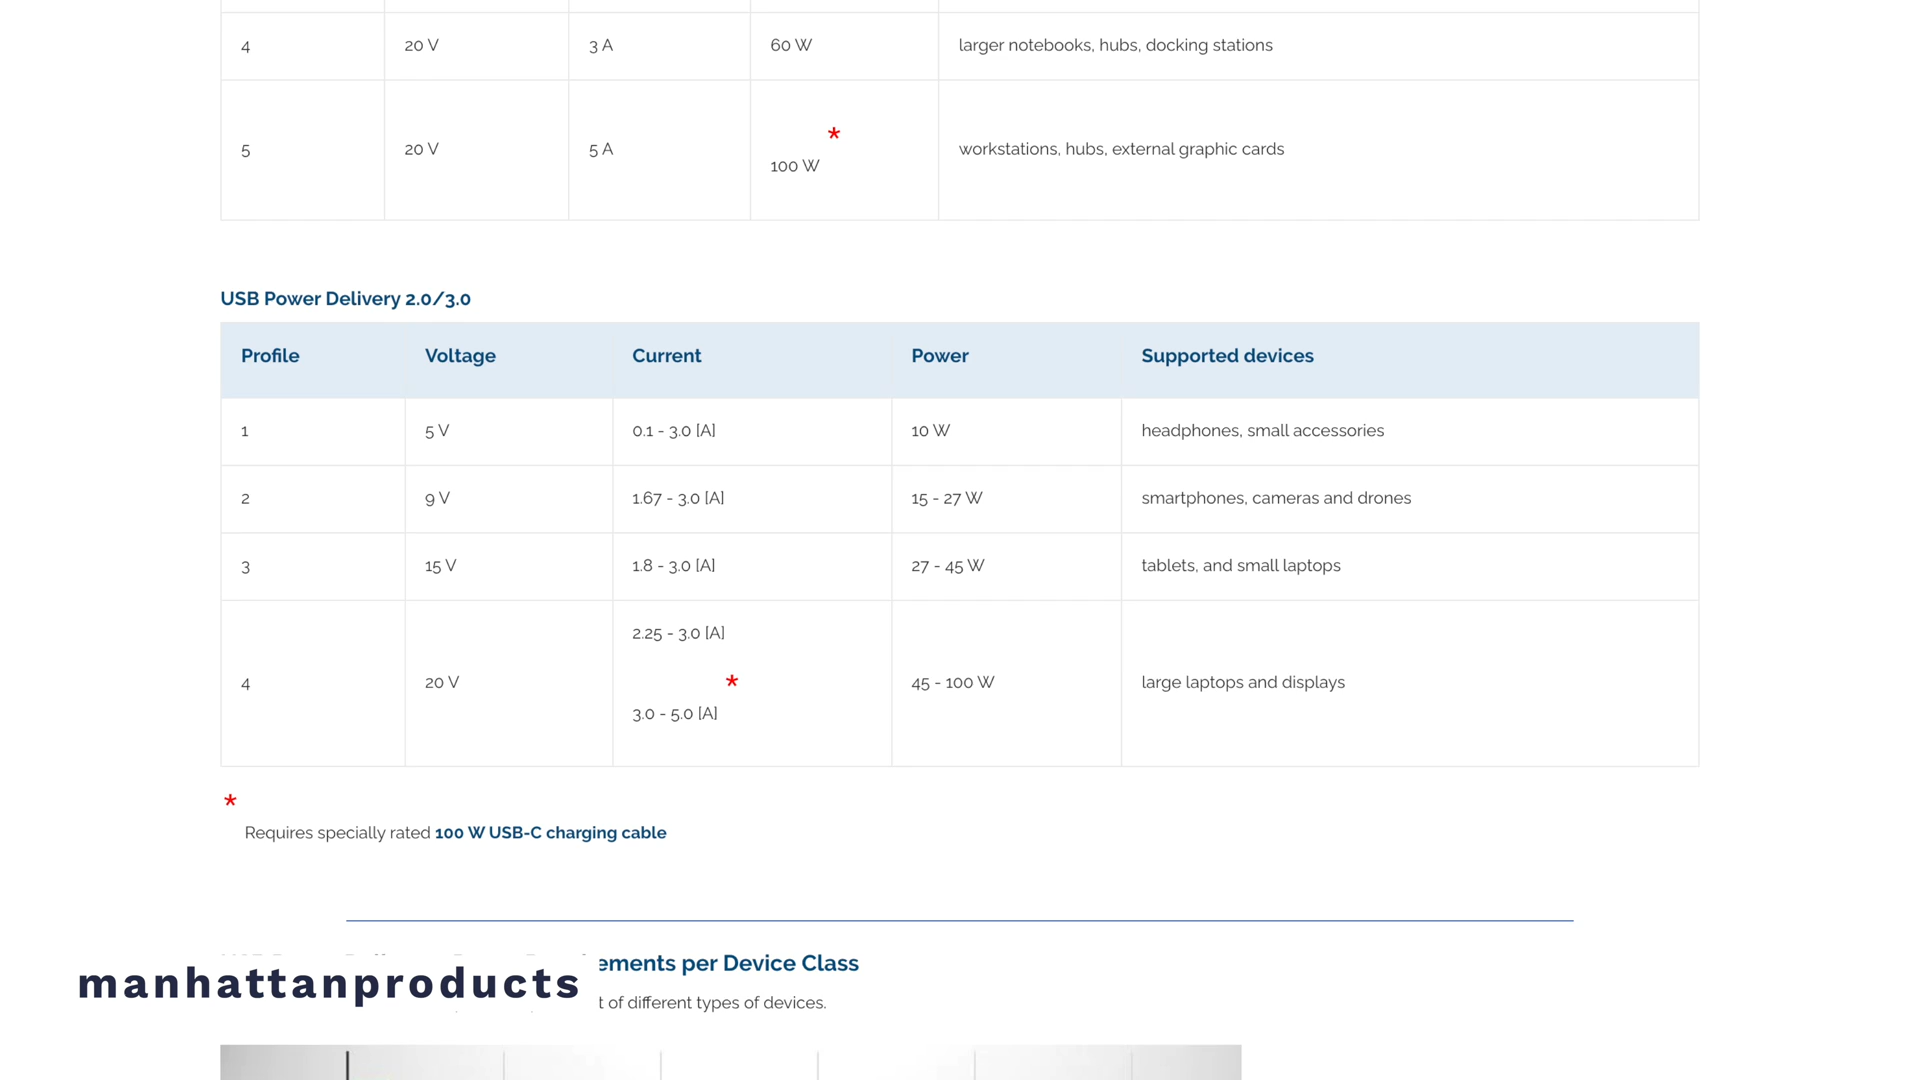 4 20 V 3 A 60 W larger notebooks, hubs, docking stations
*
5 20 V 5 A 100 W workstations, hubs, external graphic cards
USB Power Delivery 2.0/3.0
Profile Voltage Current Power Supported devices
1 5 V 0.1 - 3.0 [A] 10 W headphones, small accessories
2 9 V 1.67 - 3.0 [A] 15 - 27 W smartphones, cameras and drones
3 15 V 1.8 - 3.0 [A] 27 - 45 W tablets, and small laptops
2.25 - 3.0 [A]
4 20 V * 45 - 100 W large laptops and displays
3.0 - 5.0 [A]
*
Requires specially rated 100 W USB-C charging cable
ements per Device Class
manhattanproducts
t of different types of devices.